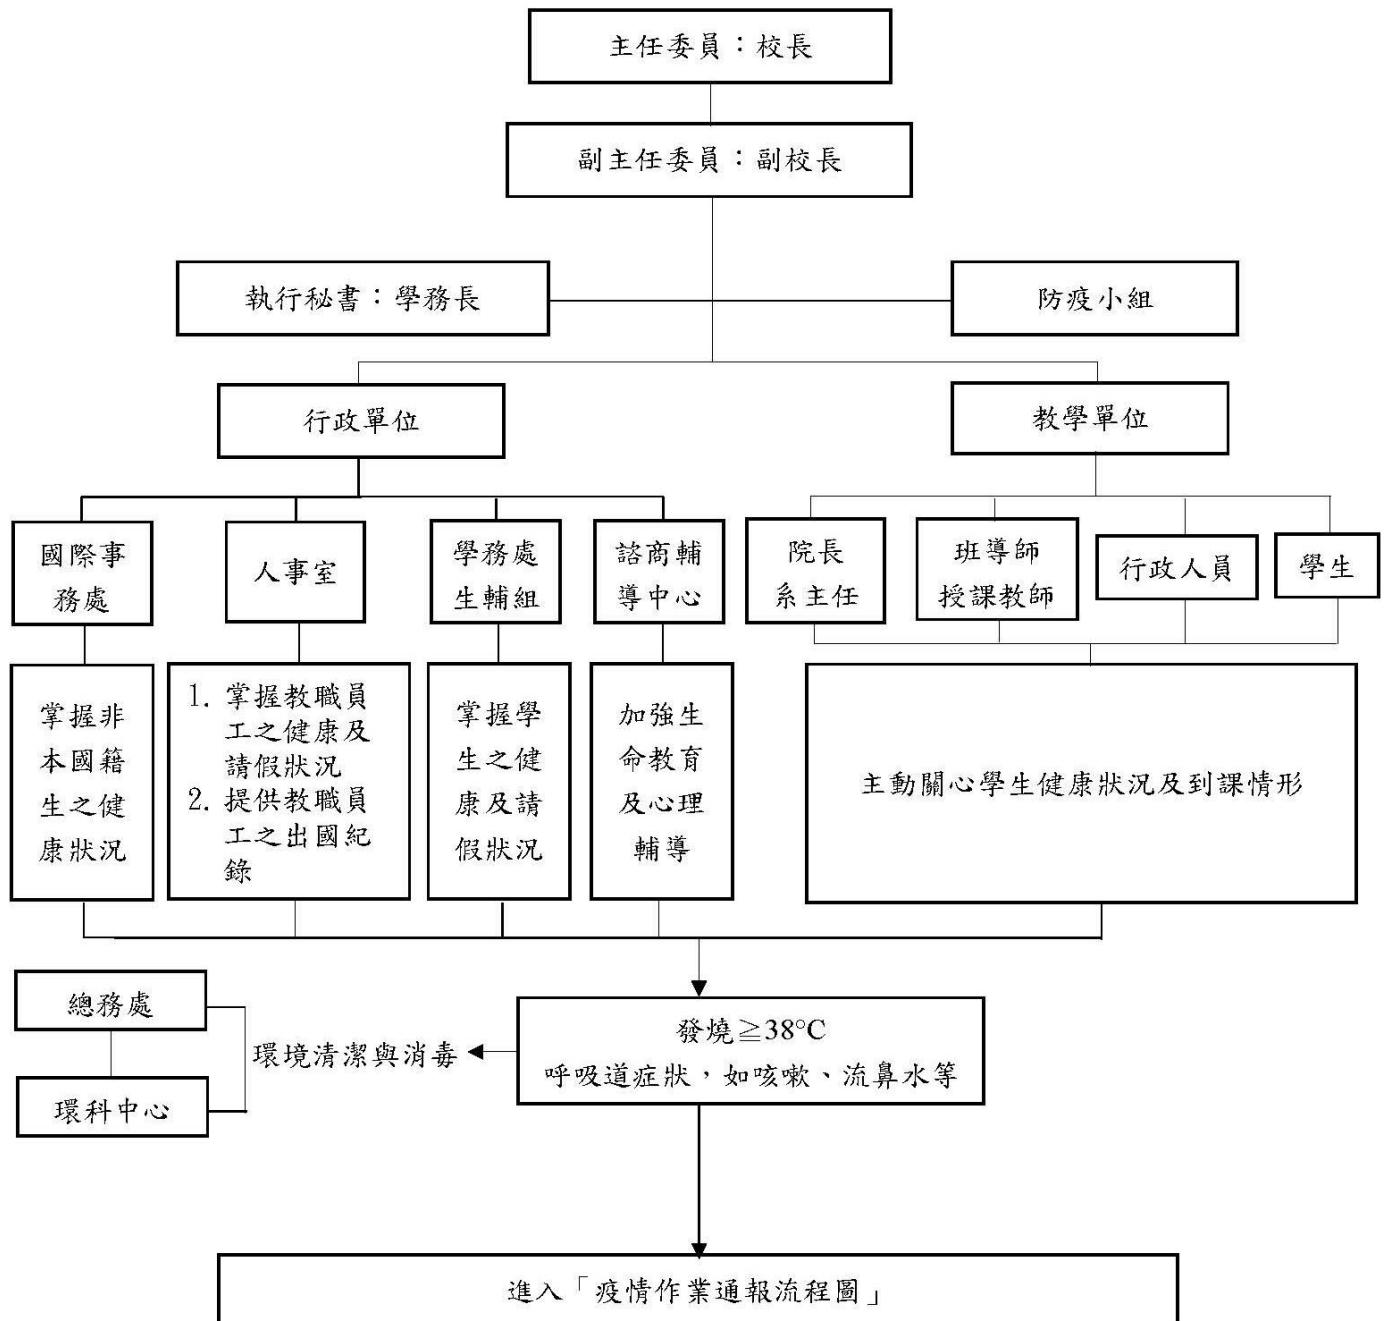 主任委員：校長
副主任委員：副校長
執行秘書：學務長
防疫小組
行政單位
教學單位
國際事
務處
人事室
學務處
生輔組
諮商輔
導中心
院長
系主任
班導師
授課教師
行政人員
學生
掌握非
本國籍
生之健
康狀況
1. 掌握教職員
工之健康及
請假狀況
2. 提供教職員
工之出國紀
錄
掌握學
生之健
康及請
假狀況
加強生
命教育
及心理
輔導
主動關心學生健康狀況及到課情形
總務處
環科中心
環境清潔與消毒
發燒≧38°C
呼吸道症狀，如咳嗽、流鼻水等
進入「疫情作業通報流程圖」